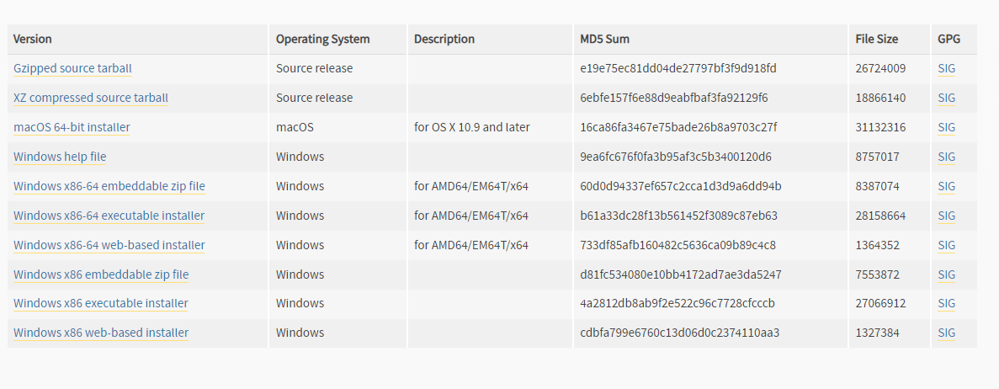 Version Operating System Description MD5 Sum File Size GPG
Gzipped source tarball Source release e19e75ec81dd04de27797bf3f9d918fd 26724009 SIG
XZ compressed source tarball Source release 6ebfe157f6e88d9eabfbaf3fa92129f6 18866140 SIG
macOS 64-bit installer macOS for OS X 10.9 and later 16ca86fa3467e75bade26b8a9703c27f 31132316 SIG
Windows help file Windows 9ea6fc676f0fa3b95af3c5b3400120d6 8757017 SIG
Windows x86-64 embeddable zip file Windows for AMD64/EM64T/x64 60d0d94337ef657c2cca1d3d9a6dd94b 8387074 SIG
Windows x86-64 executable installer Windows for AMD64/EM64T/x64 b61a33dc28f13b561452f3089c87eb63 28158664 SIG
Windows x86-64 web-based installer Windows for AMD64/EM64T/x64 733df85afb160482c5636ca09b89c4c8 1364352 SIG
Windows x86 embeddable zip file Windows d81fc534080e10bb4172ad7ae3da5247 7553872 SIG
Windows x86 executable installer Windows 4a2812db8ab9f2e522c96c7728cfcccb 27066912 SIG
Windows x86 web-based installer Windows cdbfa799e6760c13d06d0c2374110aa3 1327384 SIG